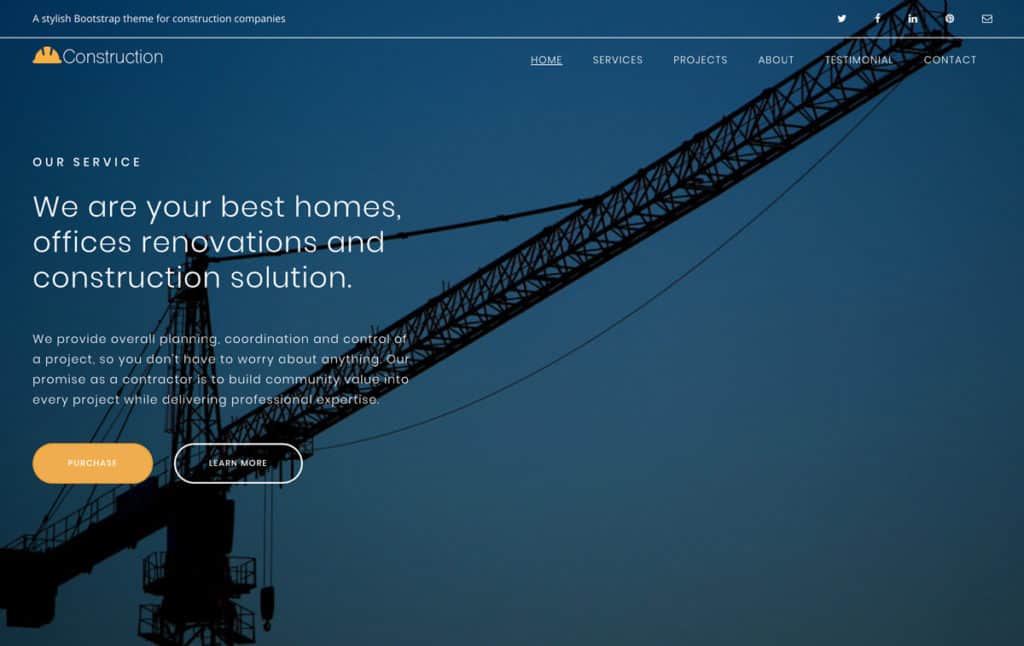 A stylish Bootstrap theme for construction companies
Construction
HOME SERVICES PROJECTS ABOUT TESTIMONIAL CONTACT
OUR SERVICE
We are your best homes,
offices renovations and
construction solution.
We provide overall planning, coordination and control of
a project, so you don't have to worry about anything. Our
promise as a contractor is to build community value into
every project while delivering professional expertise.
PURCHASE LEARN MORE